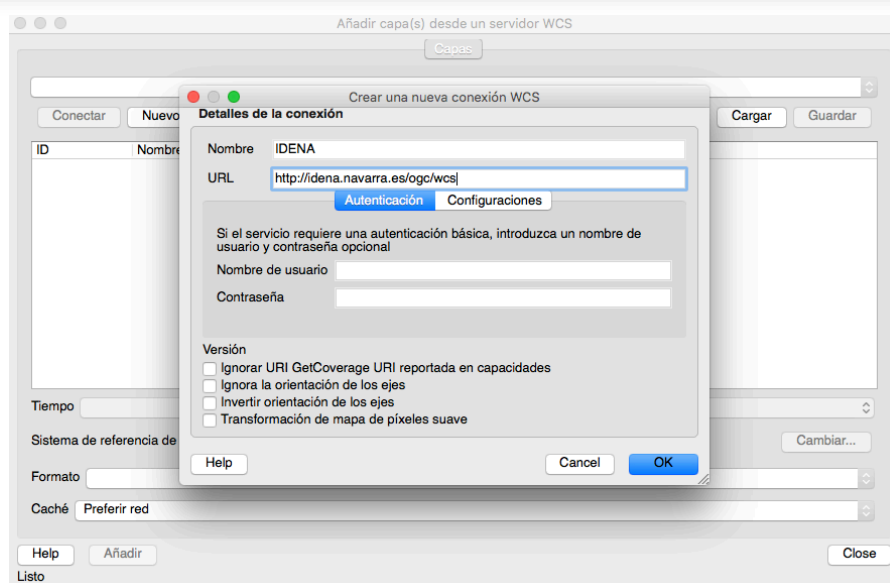 Añadir capa(s) desde un servidor WCS
Capas
Crear una nueva conexión WCS
Conectar
Nuevo
Detalles de la conexión
Cargar
Guardar
ID
Nombre
Nombre IDENA
URL http://idena.navarra.es/ogc/wcs
Autenticación
Configuraciones
Si el servicio requiere una autenticación básica, introduzca un nombre de
usuario y contraseña opcional
Nombre de usuario
Contraseña
Versión
Ignorar URI GetCoverage URI reportada en capacidades
Ignora la orientación de los ejes
Invertir orientación de los ejes
Transformación de mapa de píxeles suave
Tiempo
Sistema de referencia de
Cambiar...
Help
Cancel
OK
Formato
Caché Preferir red
Help
Añadir
Close
Listo